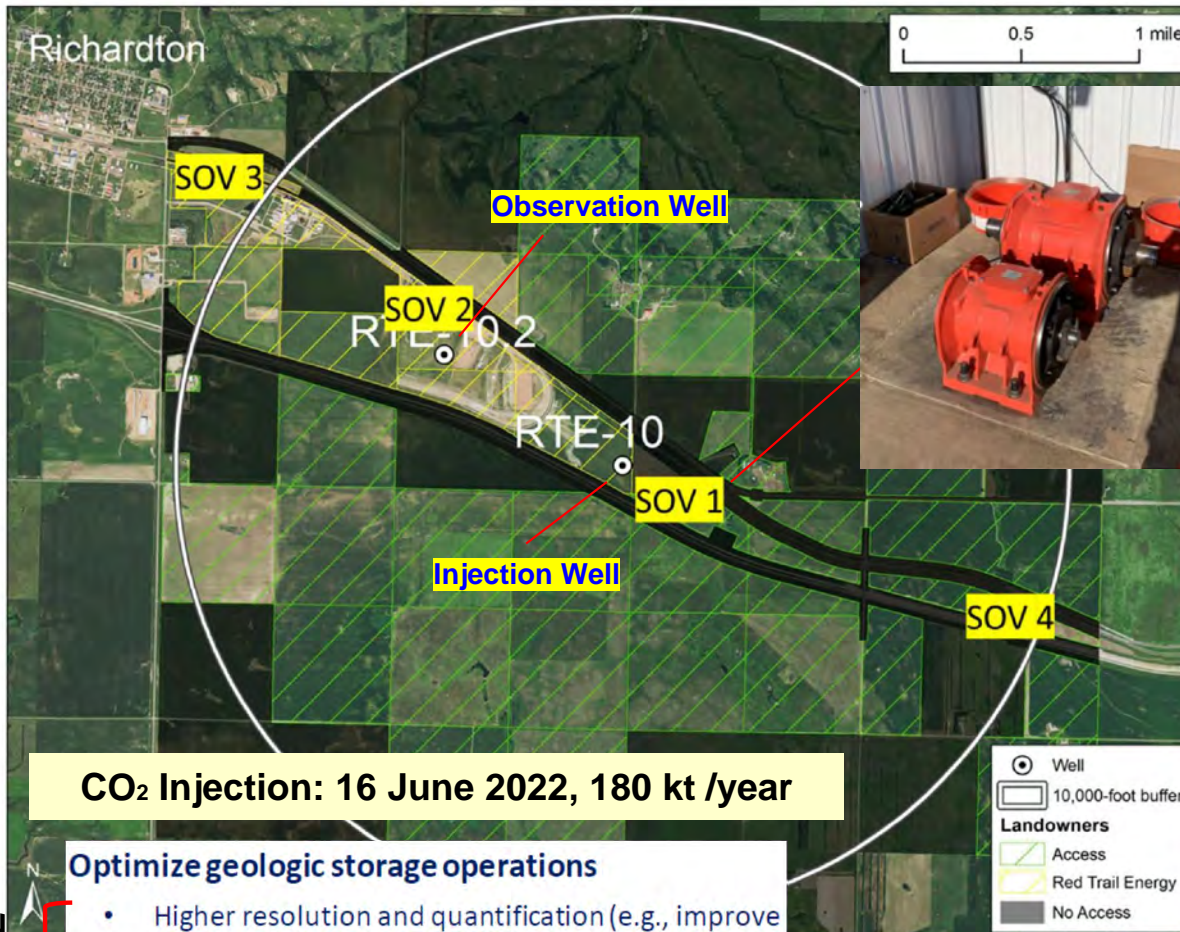 Richardton
0 0.5 1 mile
SOV 3
Observation Well
SOV 2
RTE-10.2
RTE-10
SOV 1
Injection Well
SOV 4
CO₂ Injection: 16 June 2022, 180 kt /year
Well
10,000-foot buffer
Landowners
Access
Red Trail Energy
No Access
N
Optimize geologic storage operations
• Higher resolution and quantification (e.g., improve